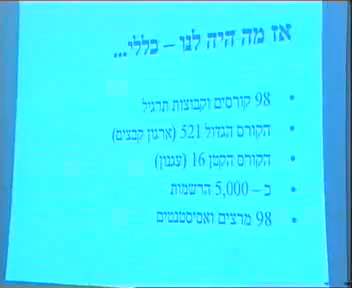 אז מה היה לנו – כללי...
98 קורסים וקבוצות תרגיל
הקורס הגדול 521 (ארגון קבצים)
הקורס הקטן 16 (עגנון)
כ – 5,000 הרשמות
98 מרצים ואסיסטנטים